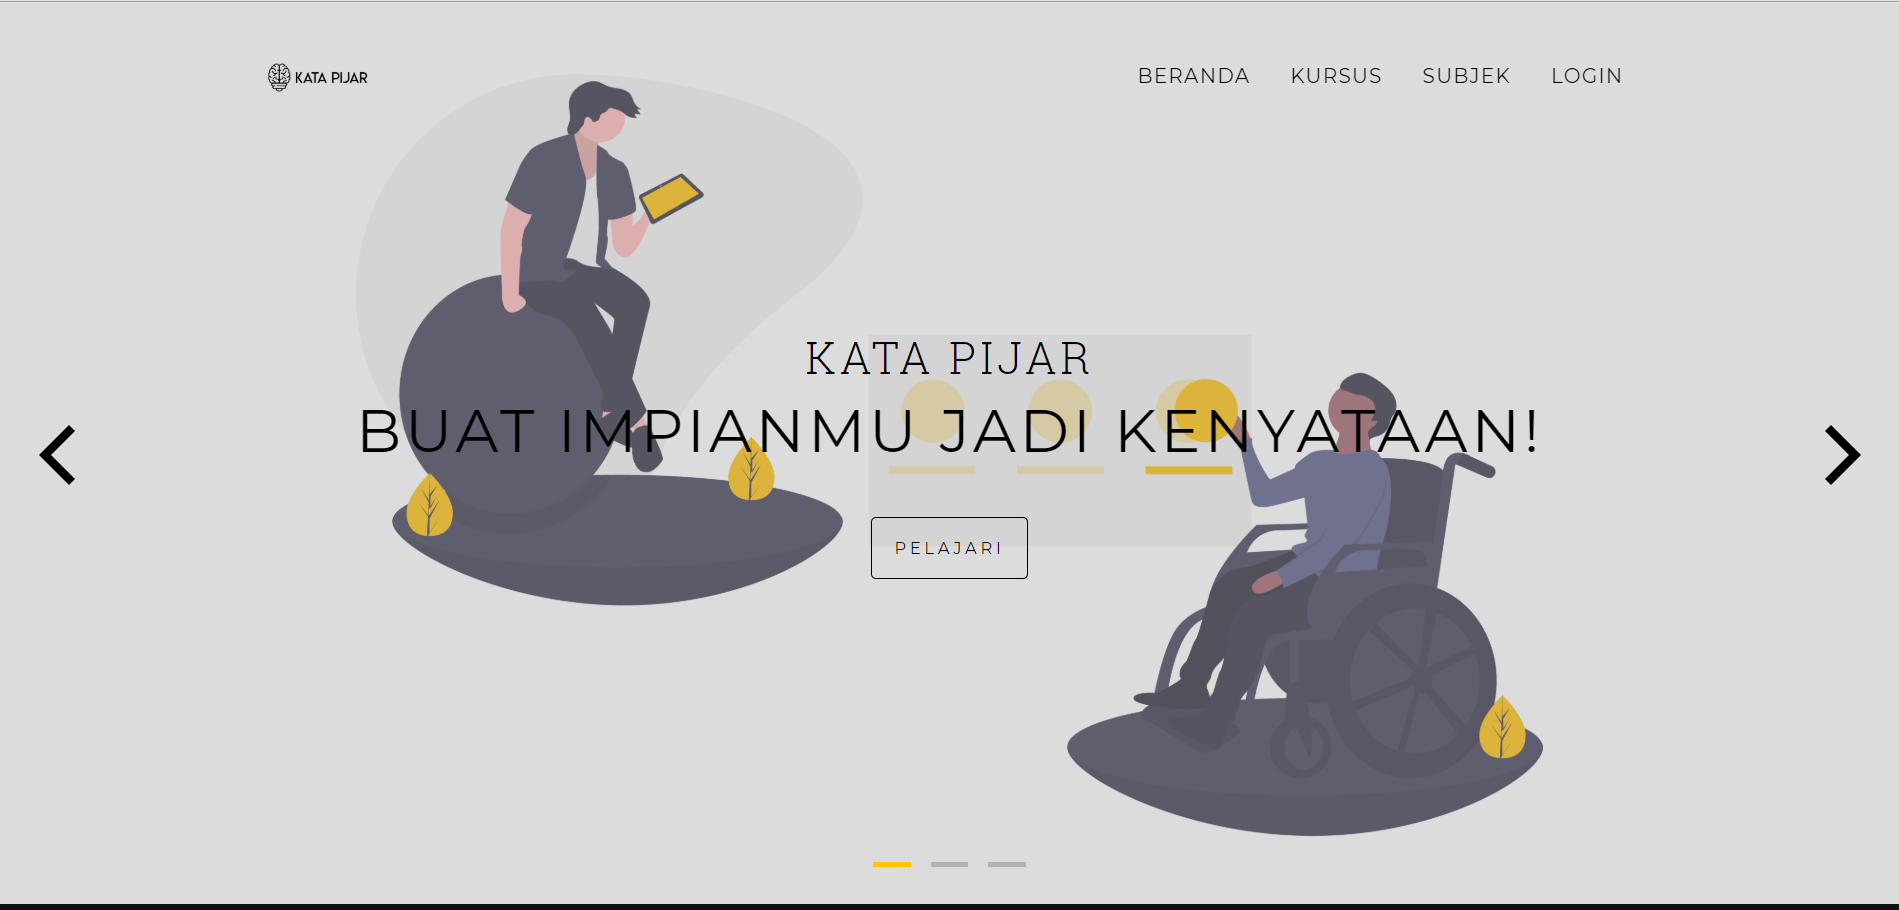 KATA PIJAR
BERANDA KURSUS SUBJEK LOGIN
KATA PIJAR
BUAT IMPIANMU JADI KENYATAAN!
PELAJARI